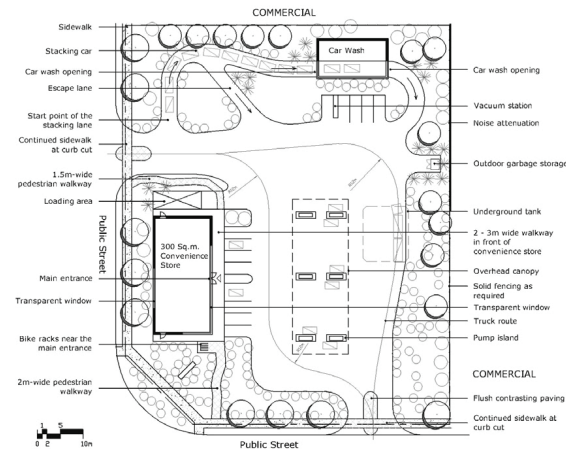 COMMERCIAL
Sidewalk
Stacking car
Car wash opening
Escape lane
Start point of the
stacking lane
Continued sidewalk
at curb cut
1.5m-wide
pedestrian walkway
Loading area
Public Street
Main entrance
Transparent window
Bike racks near the
main entrance
2m-wide pedestrian
walkway
Car Wash
300 Sq.m.
Convenience
Store
Car wash opening
Vacuum station
Noise attenuation
Outdoor garbage storage
Underground tank
2 - 3m wide walkway
in front of
convenience store
Overhead canopy
Solid fencing as
required
Transparent window
Truck route
Pump island
COMMERCIAL
Flush contrasting paving
Continued sidewalk at
curb cut
1 5
0 2 10m
Public Street